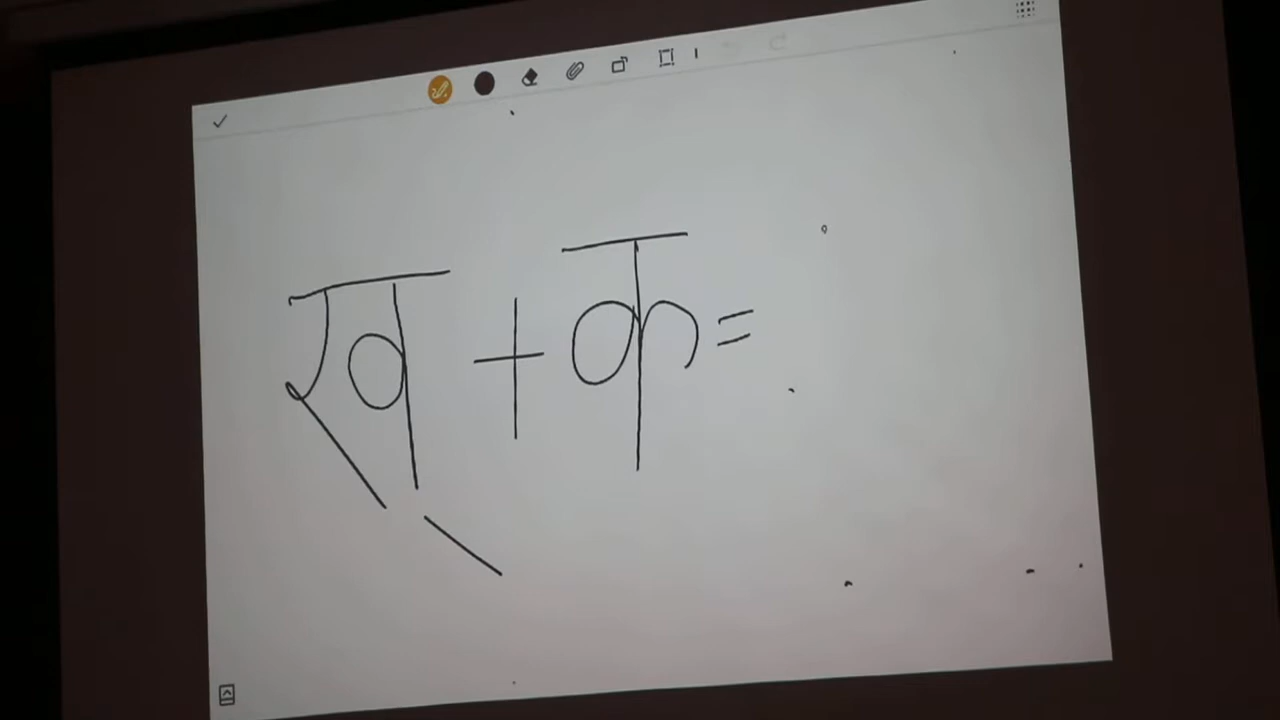 ख् + क =